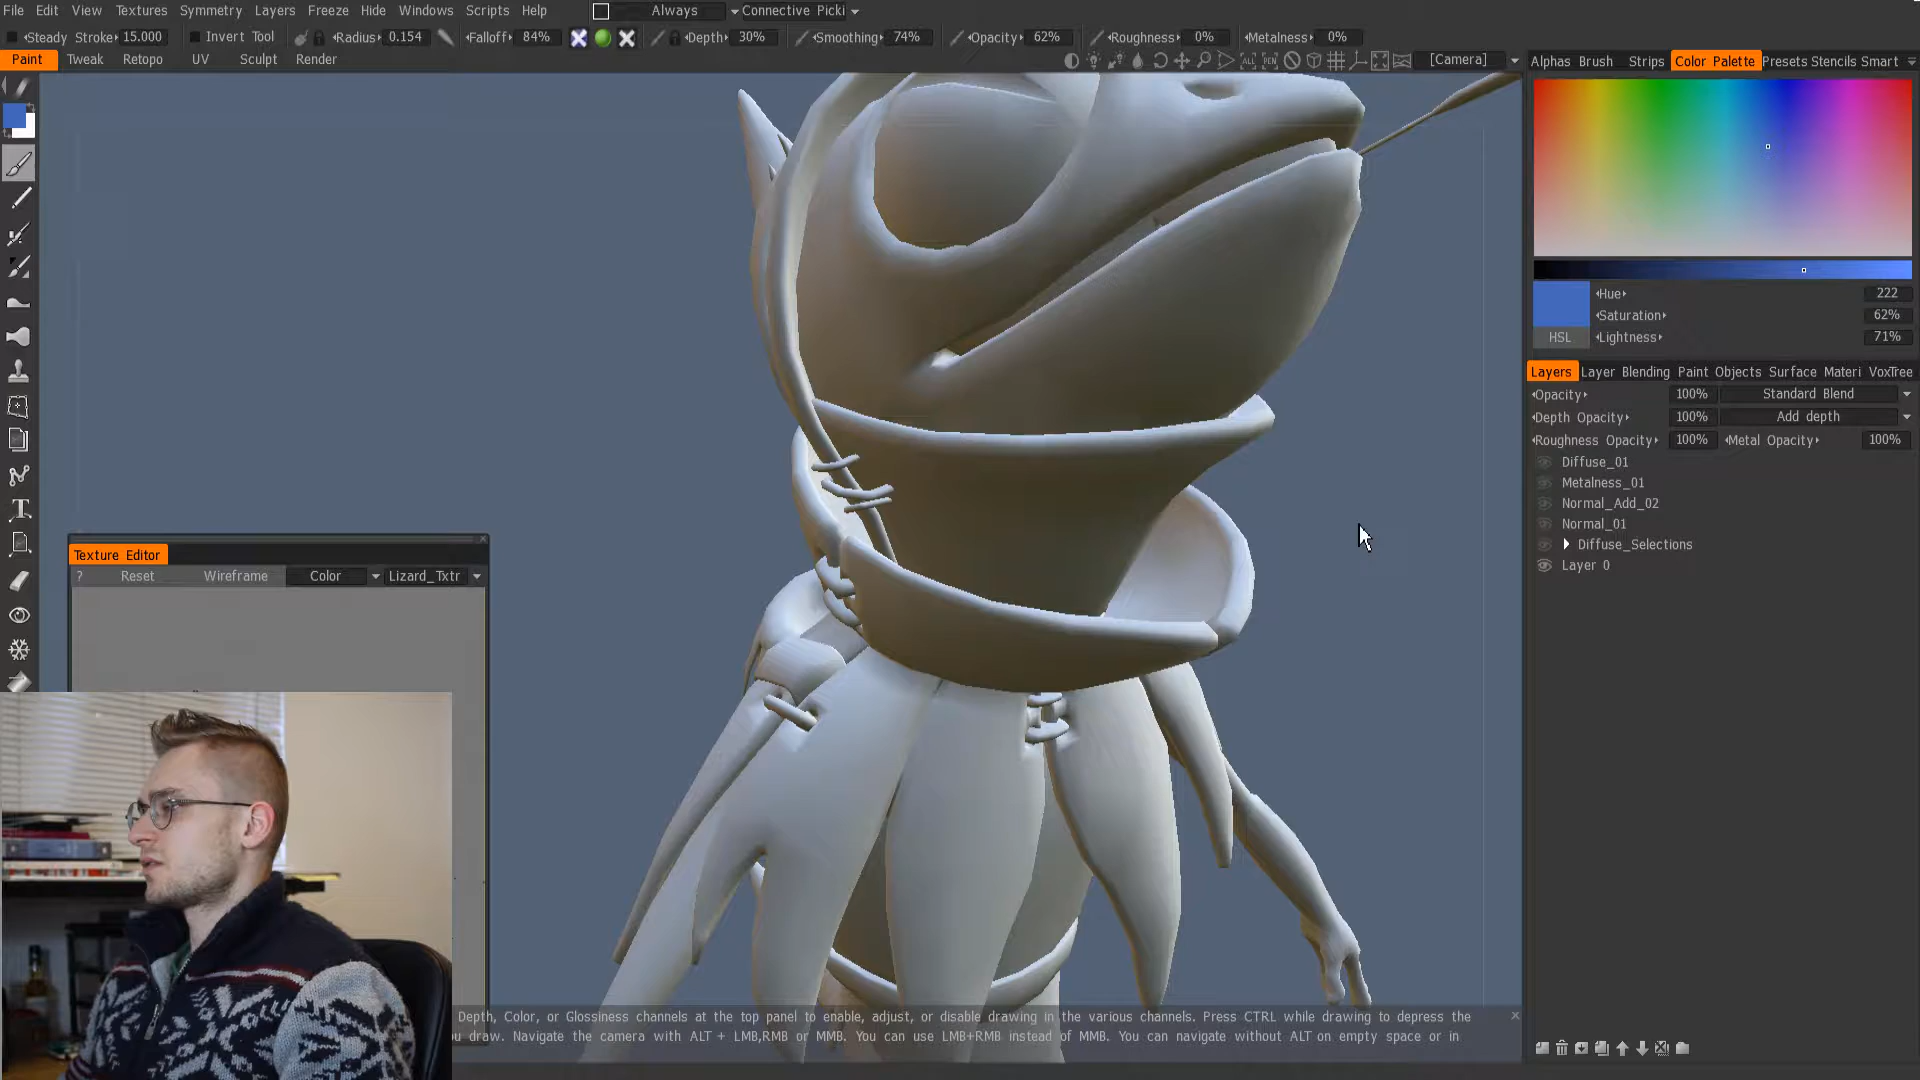 File Edit View Textures Symmetry Layers Freeze Hide Windows Scripts Help Always Connective Picki
Steady Stroke 15.000 Invert Tool Radius 0.154 Falloff 84% Depth 30% Smoothing 74% Opacity 62% Roughness 0% Metalness 0%
Paint Tweak Retopo UV Sculpt Render [Camera]
Alphas Brush Strips Color Palette Presets Stencils Smart
Hue 222
Saturation 62%
HSL Lightness 71%
Layers Layer Blending Paint Objects Surface Materi VoxTree
Opacity 100% Standard Blend
Depth Opacity 100% Add depth
Roughness Opacity 100% Metal Opacity 100%
Diffuse_01
Metalness_01
Normal_Add_02
Normal_01
Diffuse_Selections
Layer 0
Texture Editor
? Reset Wireframe Color Lizard_Txtr
Depth, Color, or Glossiness channels at the top panel to enable, adjust, or disable drawing in the various channels. Press CTRL while drawing to depress the
u draw. Navigate the camera with ALT + LMB,RMB or MMB. You can use LMB+RMB instead of MMB. You can navigate without ALT on empty space or in